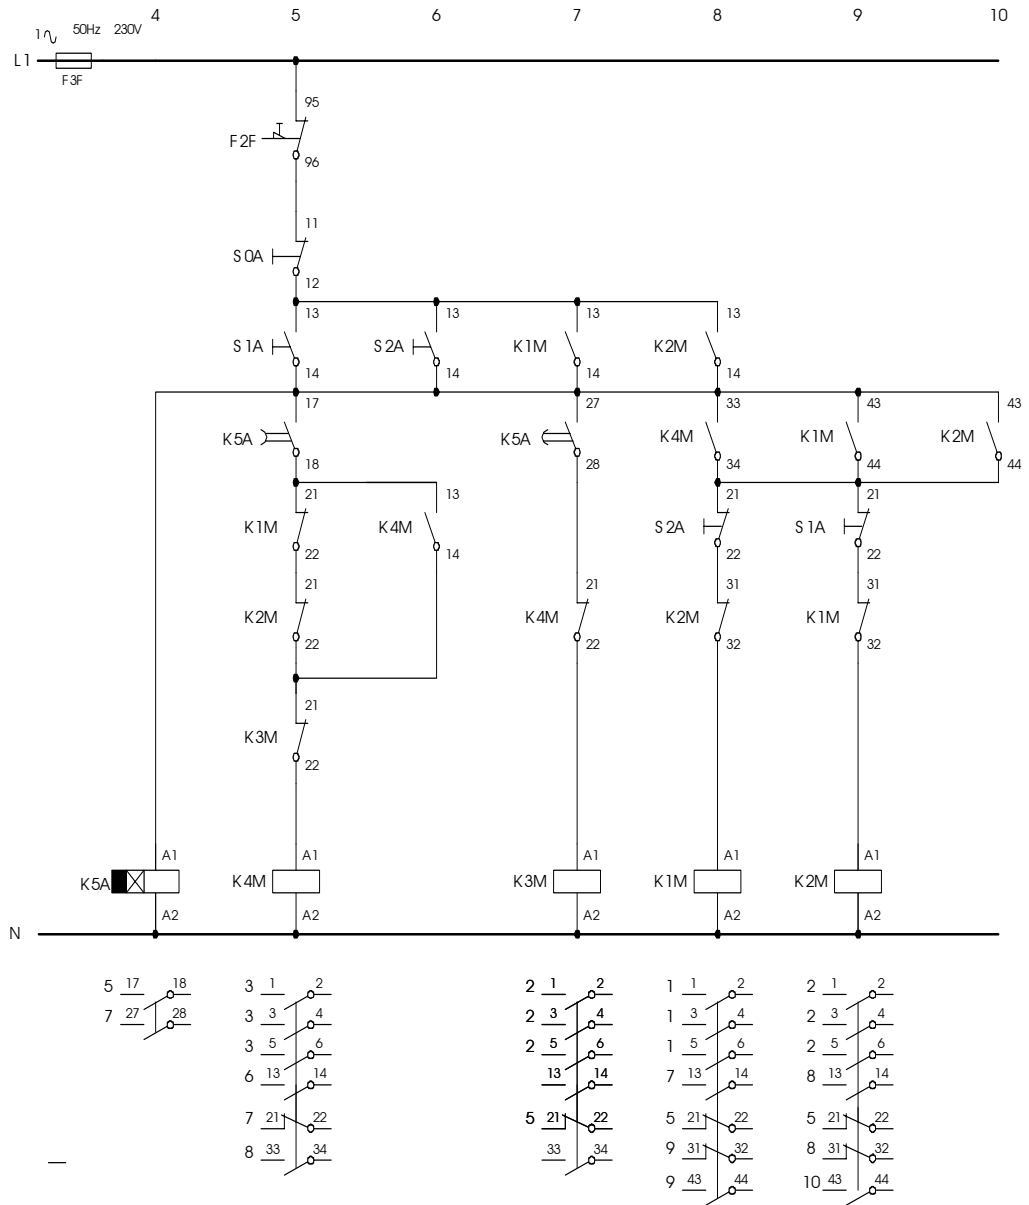 4 5 6 7 8 9 10
1 50Hz 230V
L1
F3F
95
F2F
96
11
S0A
12
13 13 13 13
S1A S2A K1M K2M
14 14 14 14
17 27 33 43 43
K5A K5A K4M K1M K2M
18 28 34 44 44
21 13 21 21
K1M K4M S2A S1A
22 14 22 22
21 21 31 31
K2M K4M K2M K1M
22 22 32 32
21
K3M
22
A1 A1 A1 A1 A1
K5A K4M K3M K1M K2M
A2 A2 A2 A2 A2
N
5 17 18 3 1 2 2 1 2 1 1 2 2 1 2
7 27 28 3 3 4 2 3 4 1 3 4 2 3 4
3 5 6 2 5 6 1 5 6 2 5 6
6 13 14 13 14 7 13 14 8 13 14
7 21 22 5 21 22 5 21 22 5 21 22
8 33 34 33 34 9 31 32 8 31 32
9 43 44 10 43 44